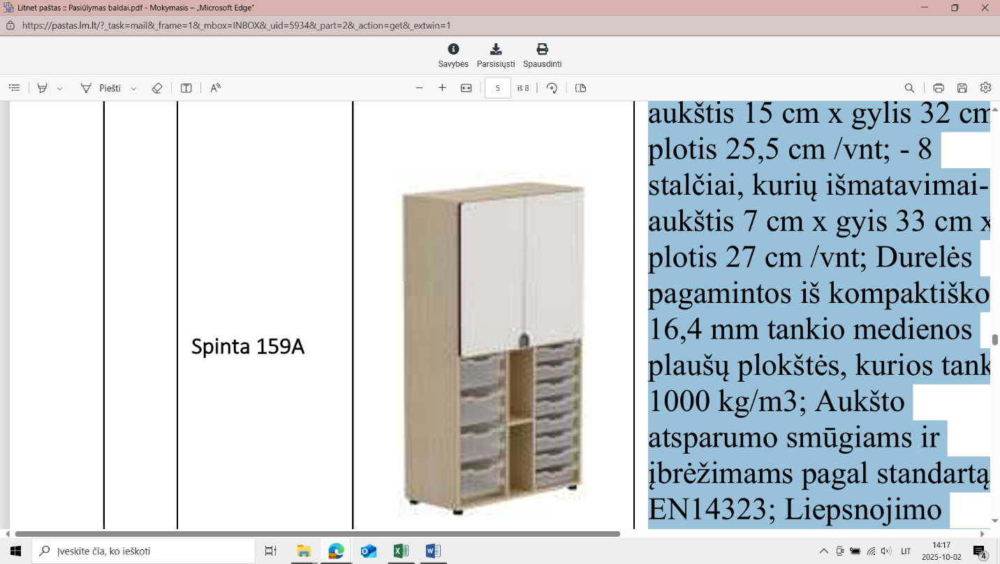 Litnet paštas :: Pasiūlymas baldai.pdf - Mokymasis – „Microsoft Edge“
https://pastas.lm.lt/?_task=mail&_frame=1&_mbox=INBOX&_uid=5934&_part=2&_action=get&_extwin=1
Savybės Parsisiųsti Spausdinti
Piešti 5 iš 8
aukštis 15 cm x gylis 32 cm
plotis 25,5 cm /vnt; - 8
stalčiai, kurių išmatavimai-
aukštis 7 cm x gyis 33 cm x
plotis 27 cm /vnt; Durelės
pagamintos iš kompaktiško
16,4 mm tankio medienos
plaušų plokštės, kurios tank
1000 kg/m3; Aukšto
atsparumo smūgiams ir
įbrėžimams pagal standartą
EN14323; Liepsnojimo
Spinta 159A
Įveskite čia, ko ieškoti
LIT
14:17
2025-10-02
4